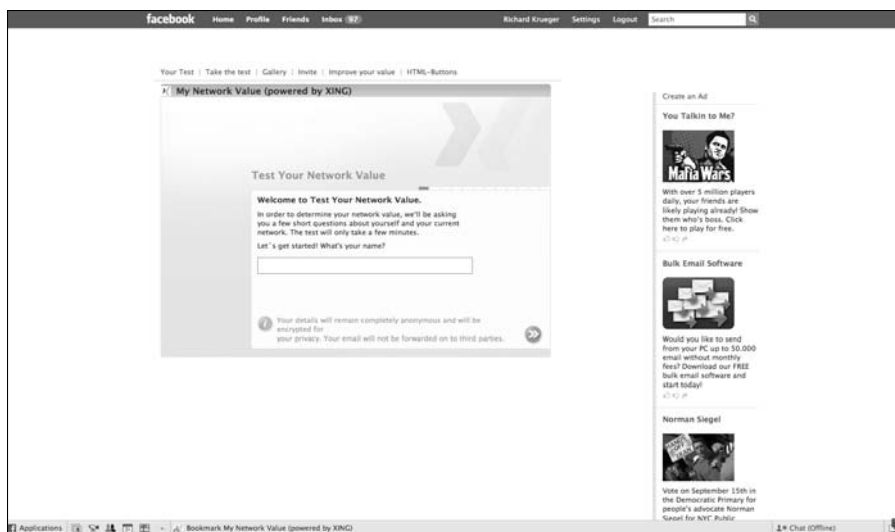 facebook Home Profile Friends Inbox 97 Richard Krueger Settings Logout Search
Your Test | Take the test | Gallery | Invite | Improve your value | HTML-Buttons
My Network Value (powered by XING)
Test Your Network Value
Welcome to Test Your Network Value.
In order to determine your network value, we'll be asking
you a few short questions about yourself and your current
network. The test will only take a few minutes.
Let´s get started! What's your name?
Your details will remain completely anonymous and will be
encrypted for
your privacy. Your email will not be forwarded on to third parties.
Create an Ad
You Talkin to Me?
Mafia Wars
With over 5 million players
daily, your friends are
likely playing already! Show
them who's boss. Click
here to play for free.
Bulk Email Software
Would you like to send
from your PC up to 50.000
email without monthly
fees? Download our FREE
bulk email software and
start today!
Norman Siegel
Vote on September 15th in
the Democratic Primary for
people's advocate Norman
Siegel for NYC Public
Applications Bookmark My Network Value (powered by XING) Chat (Offline)